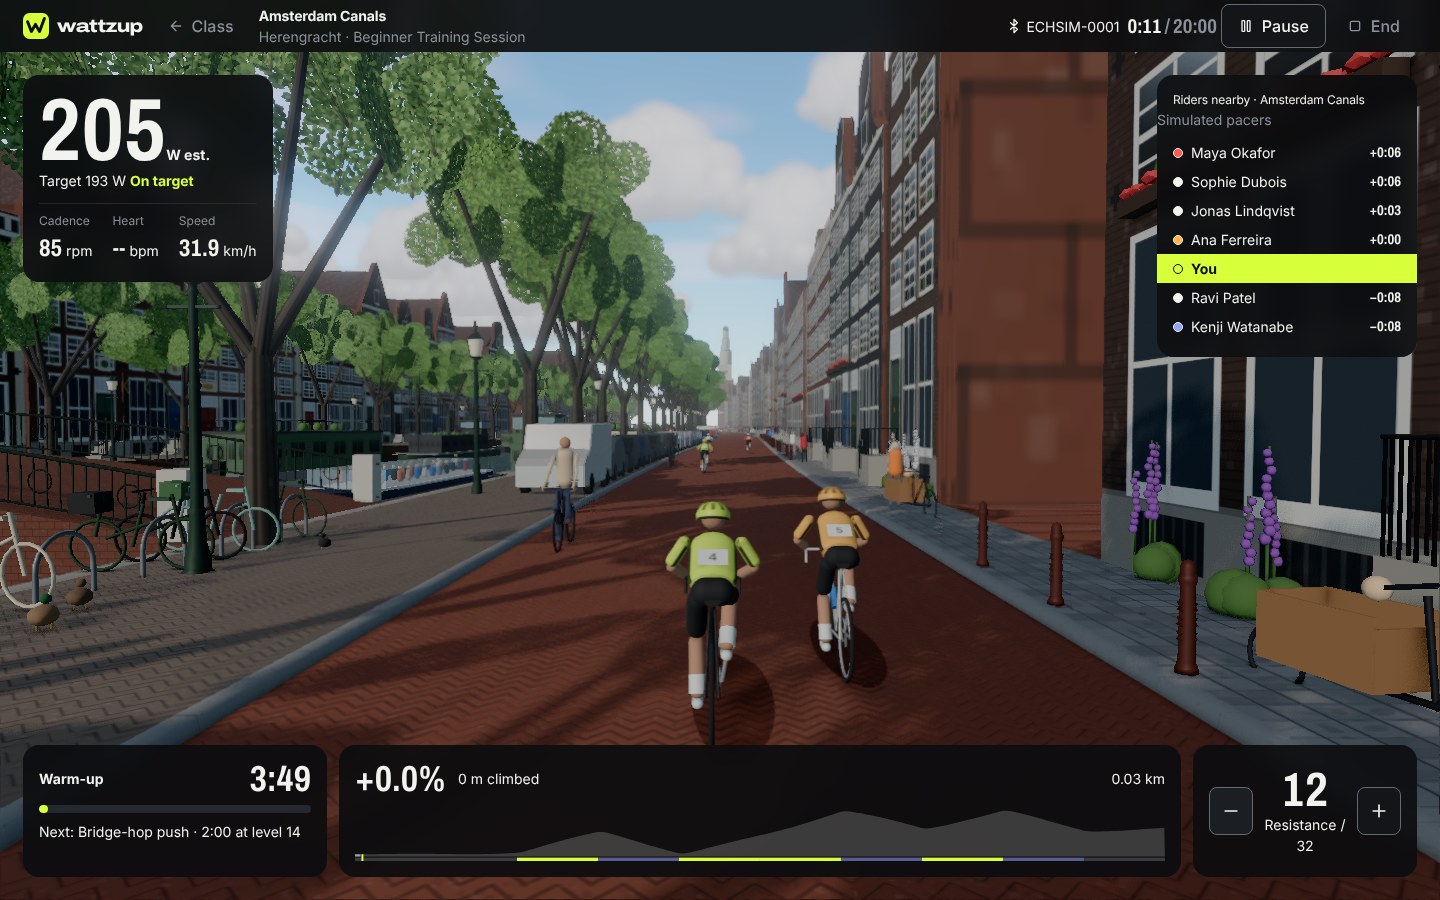 wattzup
Class
Amsterdam Canals
Herengracht · Beginner Training Session
ECHSIM-0001 0:11 / 20:00
Pause
End
205 W est.
Target 193 W On target
Cadence Heart Speed
85 rpm -- bpm 31.9 km/h
Riders nearby · Amsterdam Canals
Simulated pacers
Maya Okafor +0:06
Sophie Dubois +0:06
Jonas Lindqvist +0:03
Ana Ferreira +0:00
You
Ravi Patel −0:08
Kenji Watanabe −0:08
4
5
Warm-up 3:49
Next: Bridge-hop push · 2:00 at level 14
+0.0% 0 m climbed 0.03 km
− 12 +
Resistance /
32